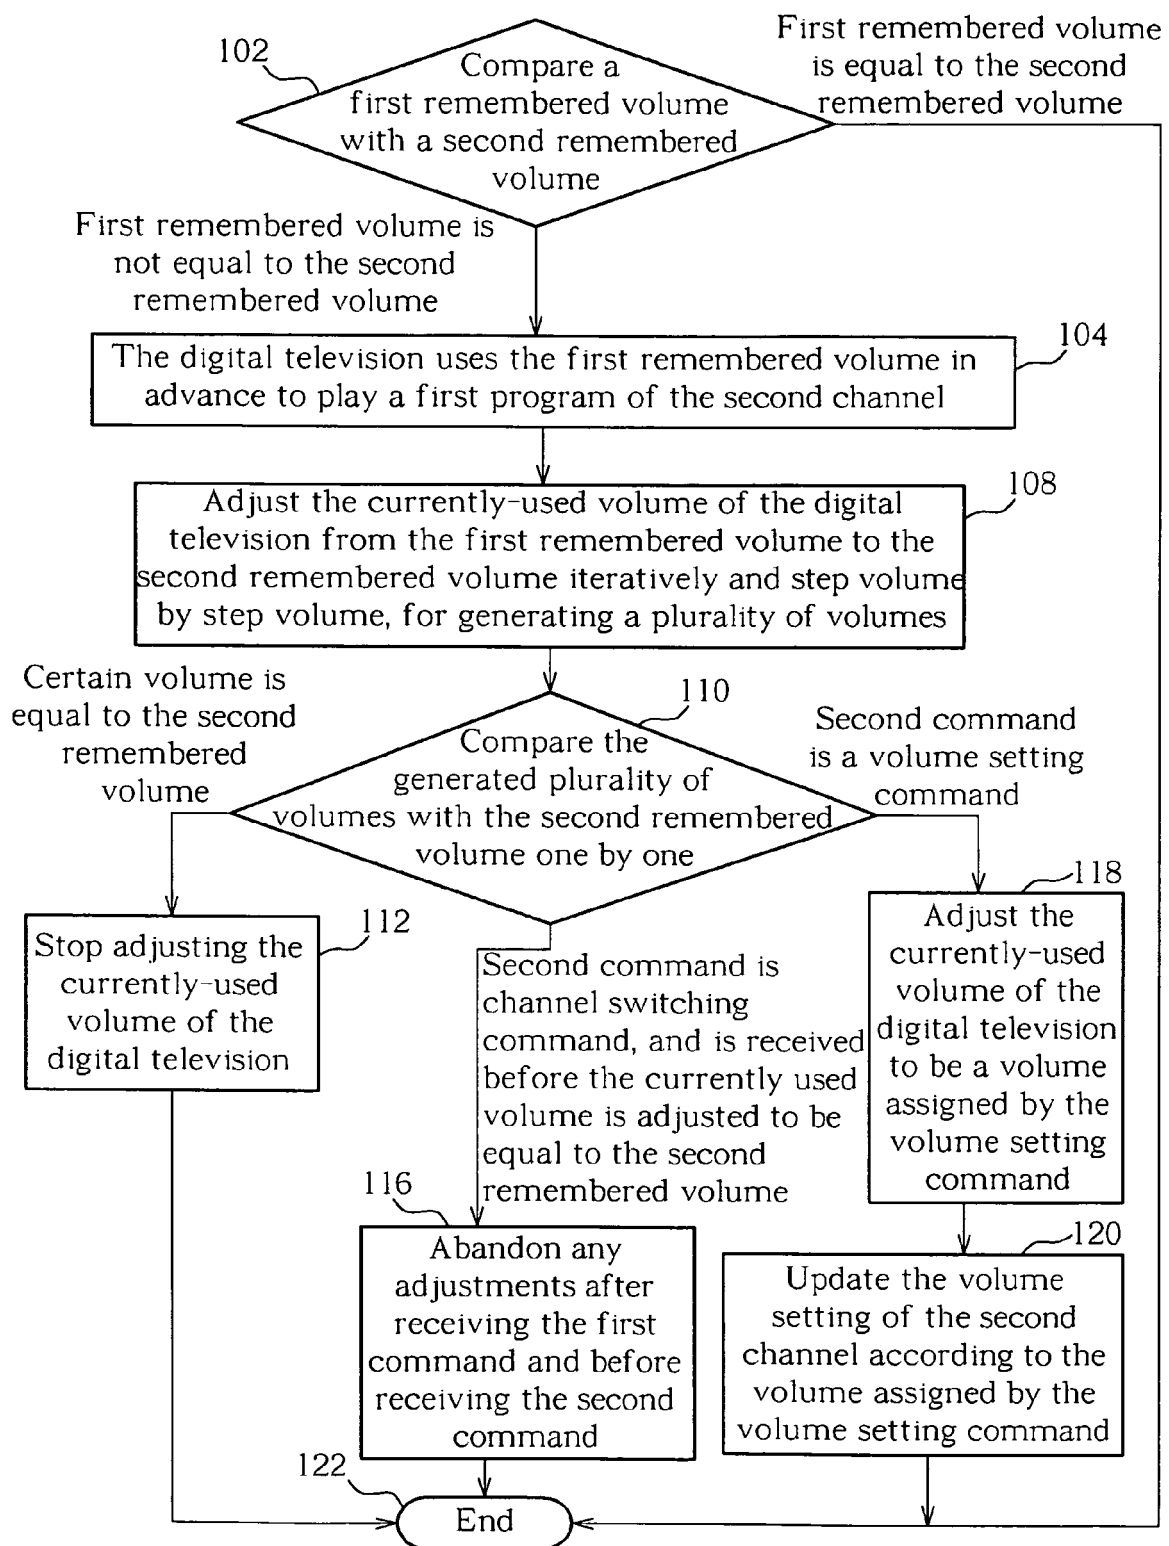 102
Compare a
first remembered volume
with a second remembered
volume
First remembered volume
is equal to the second
remembered volume
First remembered volume is
not equal to the second
remembered volume
104
The digital television uses the first remembered volume in
advance to play a first program of the second channel
108
Adjust the currently-used volume of the digital
television from the first remembered volume to the
second remembered volume iteratively and step volume
by step volume, for generating a plurality of volumes
Certain volume is
equal to the second
remembered
volume
110
Compare the
generated plurality of
volumes with the second remembered
volume one by one
Second command
is a volume setting
command
112
Stop adjusting the
currently-used
volume of the
digital television
Second command is
channel switching
command, and is received
before the currently used
volume is adjusted to be
equal to the second
remembered volume
118
Adjust the
currently-used
volume of the
digital television
to be a volume
assigned by the
volume setting
command
116
Abandon any
adjustments after
receiving the first
command and before
receiving the second
command
120
Update the volume
setting of the second
channel according to the
volume assigned by the
volume setting command
122
End